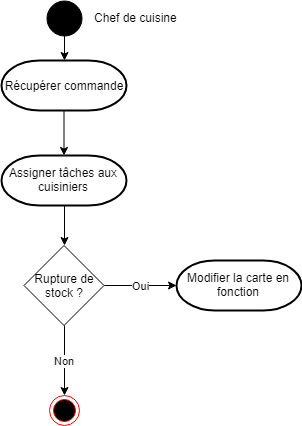 Chef de cuisine
Récupérer commande
Assigner tâches aux
cuisiniers
Rupture de
stock ?
Oui
Modifier la carte en
fonction
Non